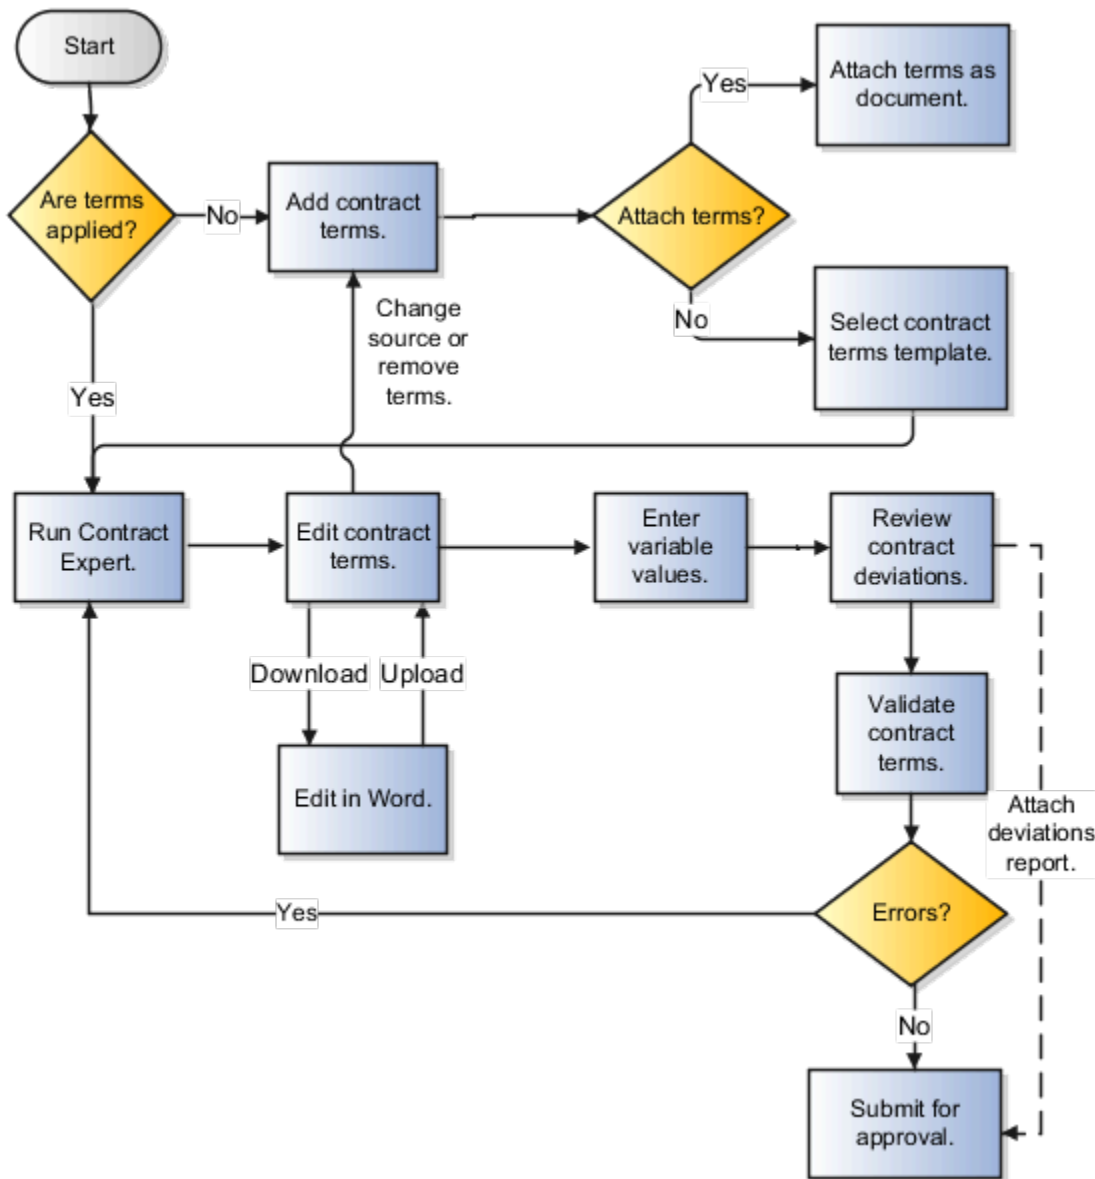 Start
Yes
Attach terms as
document.
Are terms
applied?
No
Add contract
terms.
Attach terms?
Change
source or
remove
terms.
No
Select contract
terms template.
Yes
Run Contract
Expert.
Edit contract
terms.
Enter
variable
values.
Review
contract
deviations.
Download
Upload
Validate
contract
terms.
Edit in Word.
Attach
deviations
report.
Yes
Errors?
No
Submit for
approval.